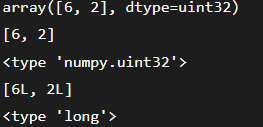 array([6, 2], dtype=uint32)
[6, 2]
<type 'numpy.uint32'>
[6L, 2L]
<type 'long'>